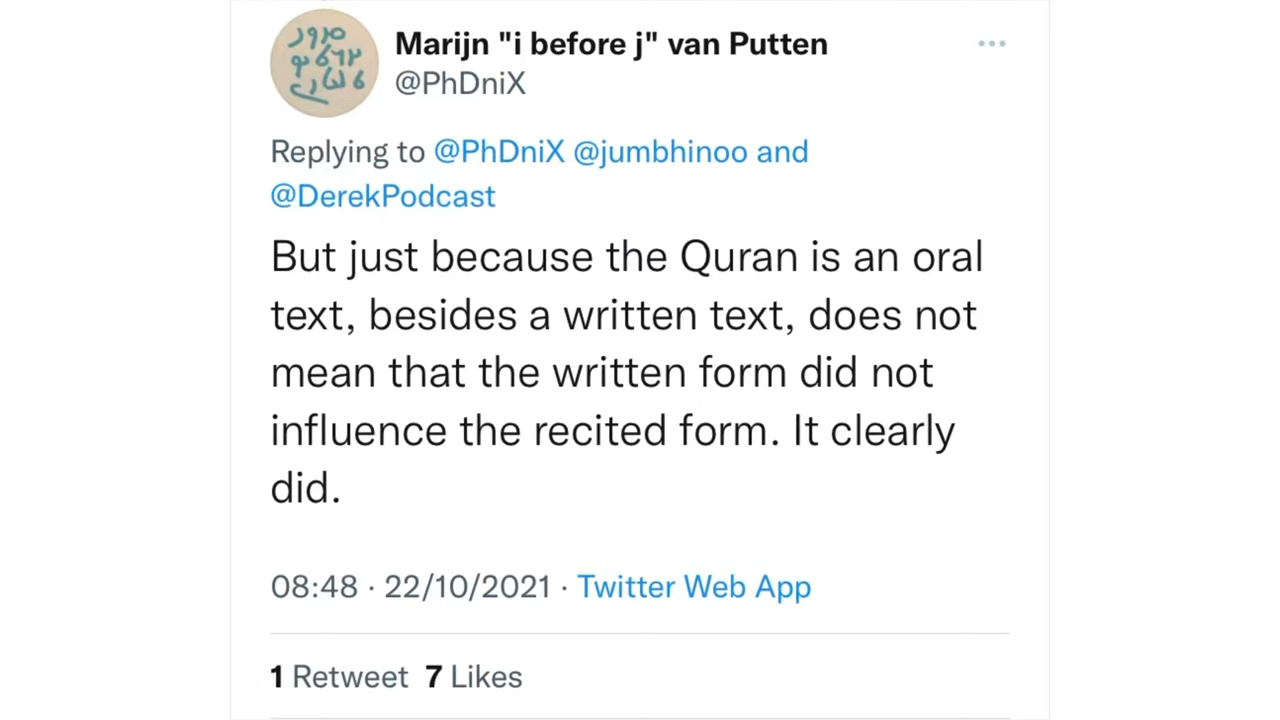 Marijn "i before j" van Putten
@PhDniX
Replying to @PhDniX @jumbhinoo and
@DerekPodcast
But just because the Quran is an oral
text, besides a written text, does not
mean that the written form did not
influence the recited form. It clearly
did.
08:48 · 22/10/2021 · Twitter Web App
1 Retweet 7 Likes